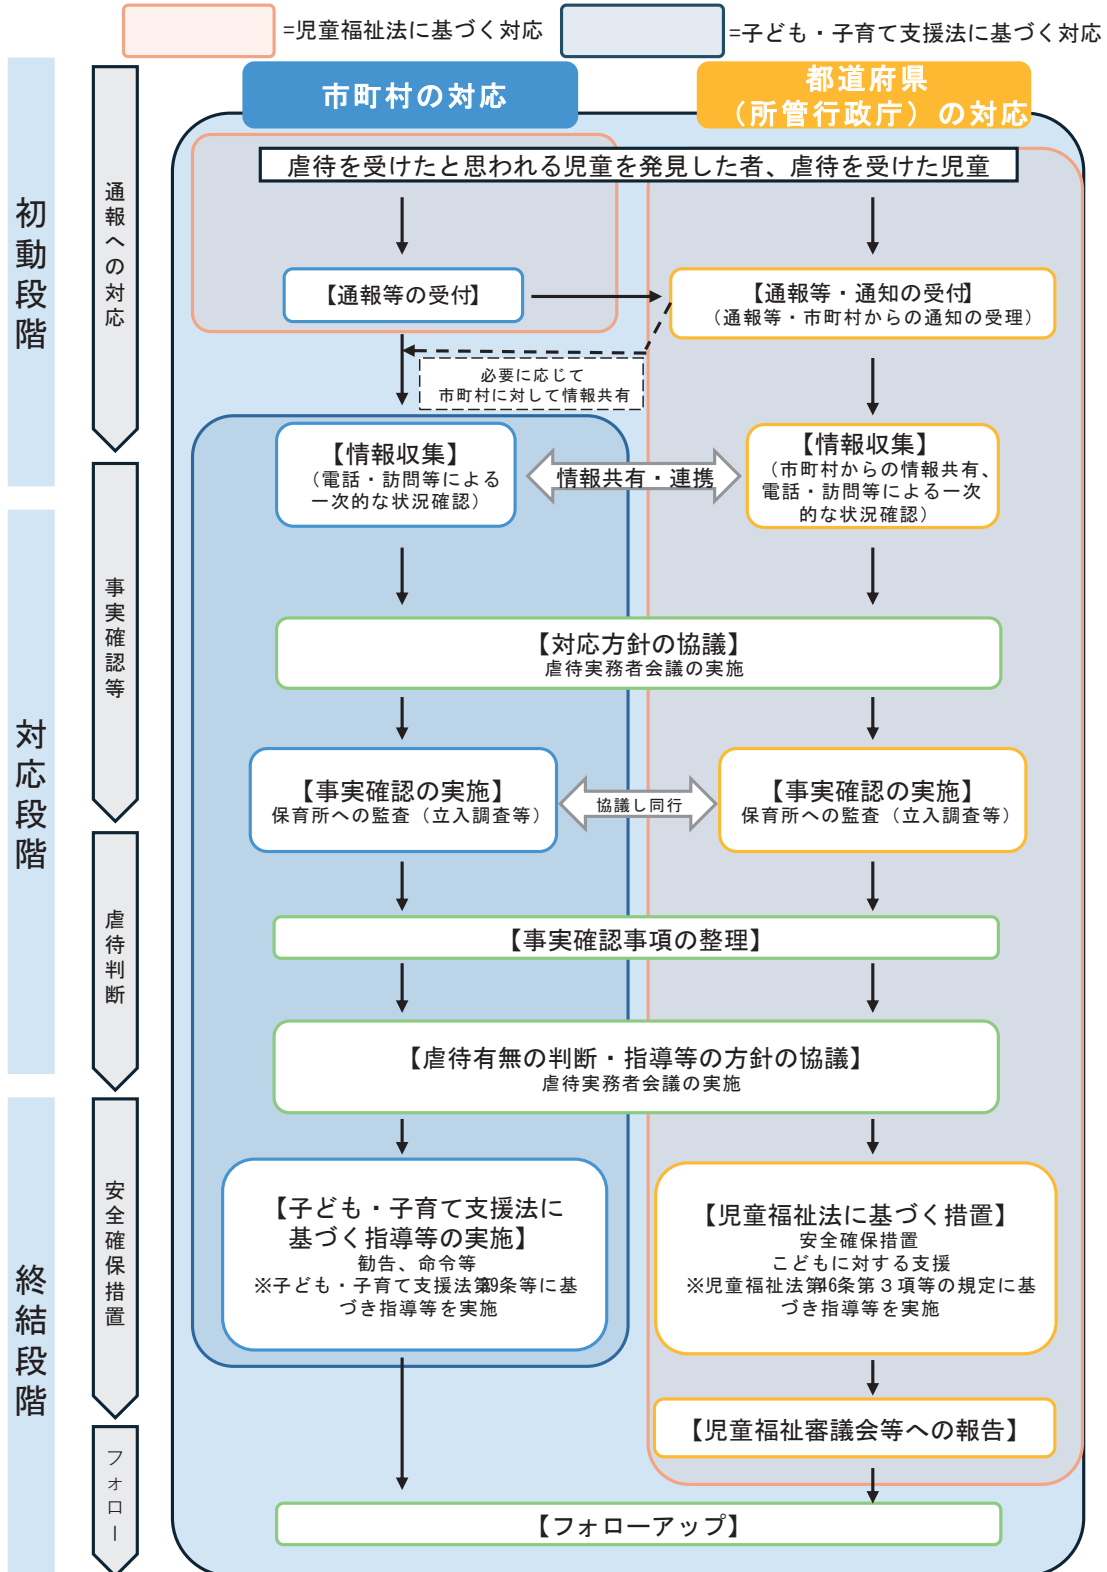 =児童福祉法に基づく対応
=子ども・子育て支援法に基づく対応
市町村の対応
都道府県
（所管行政庁）の対応
初動段階
通報への対応
虐待を受けたと思われる児童を発見した者、虐待を受けた児童
【通報等の受付】
【通報等・通知の受付】
（通報等・市町村からの通知の受理）
必要に応じて
市町村に対して情報共有
【情報収集】
（電話・訪問等による
一次的な状況確認）
情報共有・連携
【情報収集】
（市町村からの情報共有、
電話・訪問等による一次
的な状況確認）
対応段階
事実確認等
【対応方針の協議】
虐待実務者会議の実施
【事実確認の実施】
保育所への監査（立入調査等）
協議し同行
【事実確認の実施】
保育所への監査（立入調査等）
虐待判断
【事実確認事項の整理】
【虐待有無の判断・指導等の方針の協議】
虐待実務者会議の実施
終結段階
安全確保措置
【子ども・子育て支援法に
基づく指導等の実施】
勧告、命令等
※子ども・子育て支援法第39条等に基
づき指導等を実施
【児童福祉法に基づく措置】
安全確保措置
こどもに対する支援
※児童福祉法第46条第３項等の規定に基
づき指導等を実施
【児童福祉審議会等への報告】
フォロー
【フォローアップ】